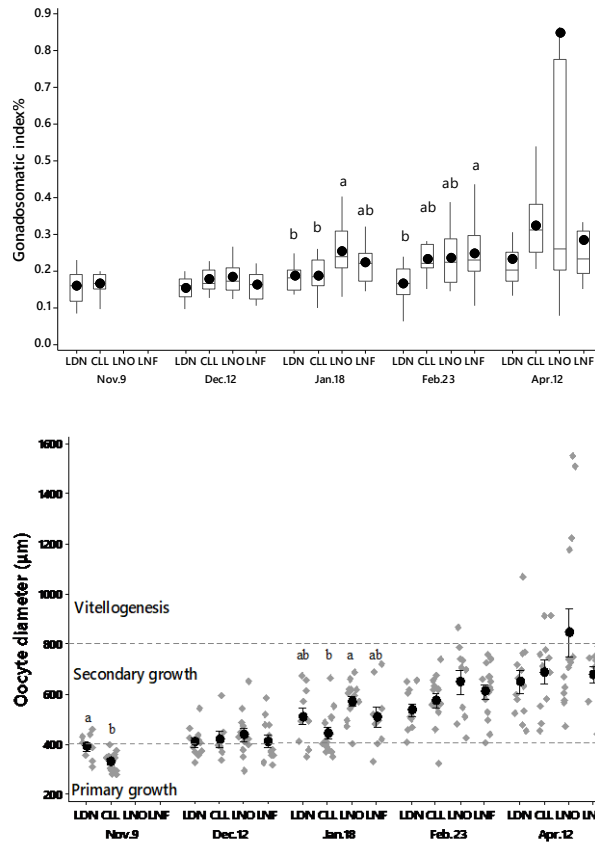 0.9
0.8
0.7
0.6
0.5
0.4
0.3
0.2
0.1
0.0
Gonadosomatic index%
b b a ab
b ab ab a
LDN CLL LNO LNF LDN CLL LNO LNF LDN CLL LNO LNF LDN CLL LNO LNF LDN CLL LNO LNF
Nov.9 Dec.12 Jan.18 Feb.23 Apr.12
1600
1400
1200
1000
800
600
400
200
Oocyte diameter (µm)
Vitellogenesis
Secondary growth
Primary growth
a b
ab b a ab
LDN CLL LNO LNF LDN CLL LNO LNF LDN CLL LNO LNF LDN CLL LNO LNF LDN CLL LNO LNF
Nov.9 Dec.12 Jan.18 Feb.23 Apr.12